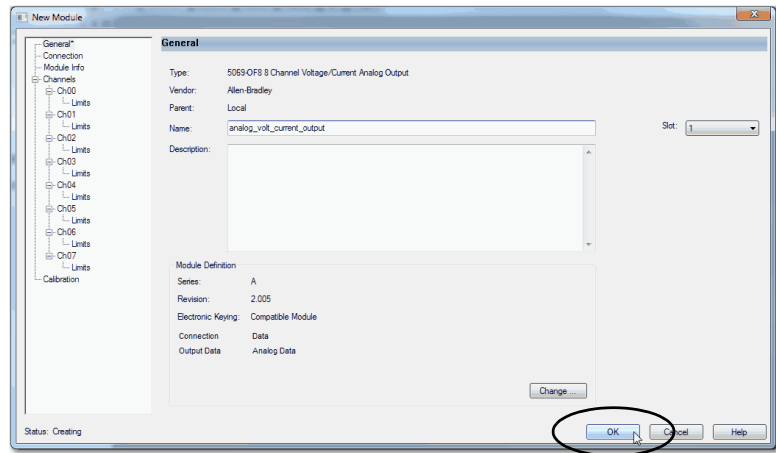 New Module
General*
Connection
Module Info
Channels
Ch00
Limits
Ch01
Limits
Ch02
Limits
Ch03
Limits
Ch04
Limits
Ch05
Limits
Ch06
Limits
Ch07
Limits
Calibration
General
Type: 5069-OF8 8 Channel Voltage/Current Analog Output
Vendor: Allen-Bradley
Parent: Local
Name: analog_volt_current_output Slot: 1
Description:
Module Definition
Series: A
Revision: 2.005
Electronic Keying: Compatible Module
Connection Data
Output Data Analog Data
Change ...
Status: Creating OK Cancel Help